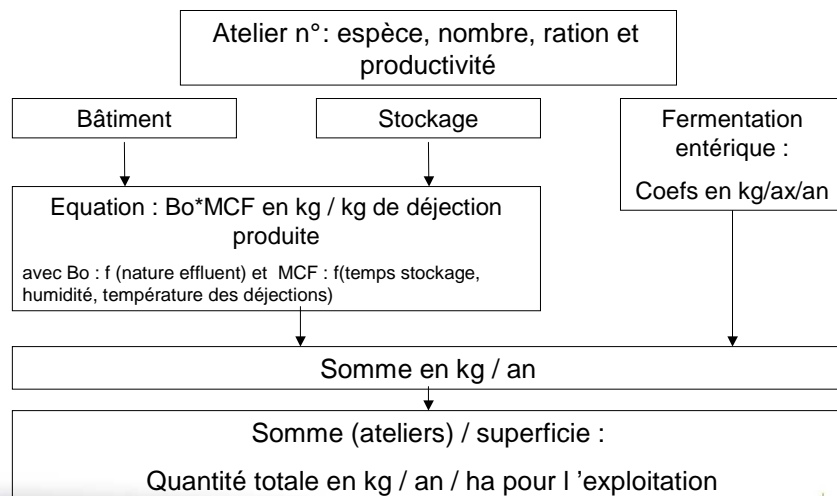 Atelier n°: espèce, nombre, ration et
productivité
Bâtiment
Stockage
Fermentation
entérique :
Coefs en kg/ax/an
Equation : Bo*MCF en kg / kg de déjection
produite
avec Bo : f (nature effluent) et MCF : f(temps stockage,
humidité, température des déjections)
Somme en kg / an
Somme (ateliers) / superficie :
Quantité totale en kg / an / ha pour l ’exploitation